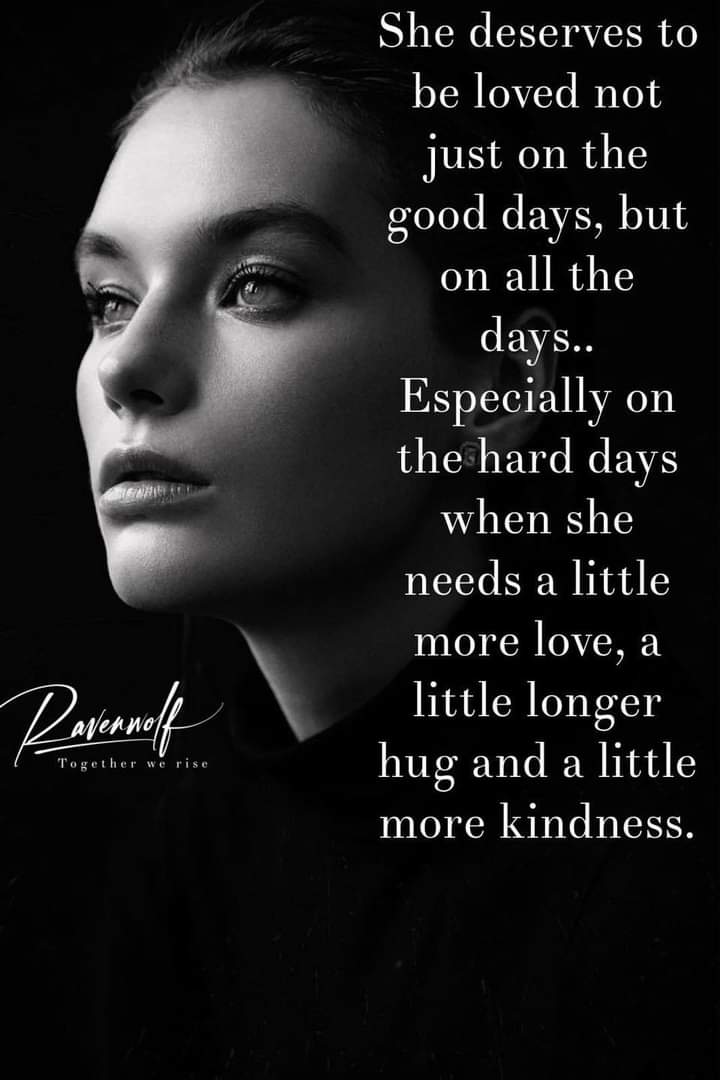 She deserves to
be loved not
just on the
good days, but
on all the
days..
Especially on
the hard days
when she
needs a little
more love, a
little longer
hug and a little
more kindness.
Ravenwolf
Together we rise